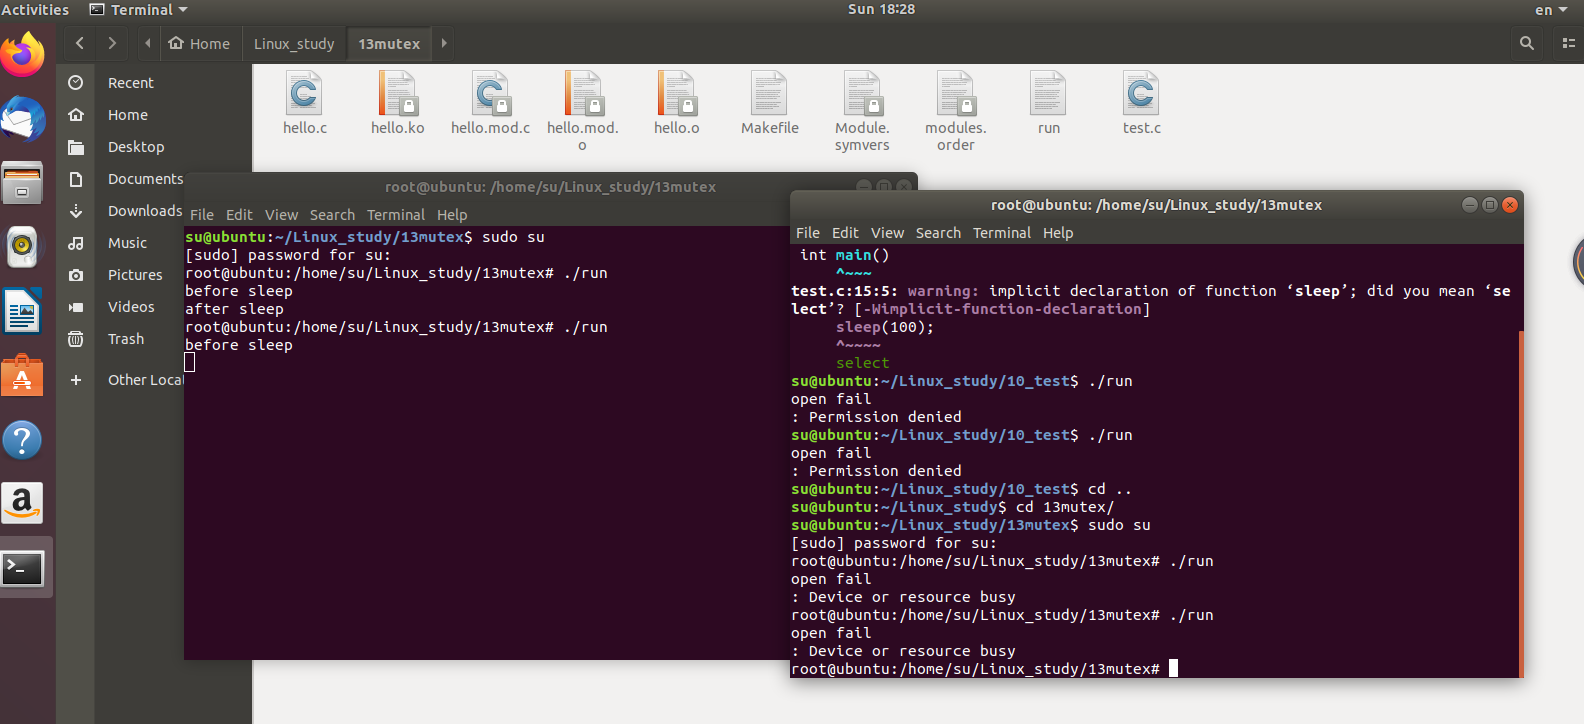 Activities
Terminal
Sun 18:28
en
Home
Linux_study
13mutex
Recent
Home
Desktop
Documents
Downloads
Music
Pictures
Videos
Trash
Other Loca
hello.c
hello.ko
hello.mod.c
hello.mod.
o
hello.o
Makefile
Module.
symvers
modules.
order
run
test.c
root@ubuntu: /home/su/Linux_study/13mutex
File Edit View Search Terminal Help
su@ubuntu:~/Linux_study/13mutex$ sudo su
[sudo] password for su:
root@ubuntu:/home/su/Linux_study/13mutex# ./run
before sleep
after sleep
root@ubuntu:/home/su/Linux_study/13mutex# ./run
before sleep
root@ubuntu: /home/su/Linux_study/13mutex
File Edit View Search Terminal Help
int main()
^~~~
test.c:15:5: warning: implicit declaration of function ‘sleep’; did you mean ‘se
lect’? [-Wimplicit-function-declaration]
sleep(100);
^~~~~
select
su@ubuntu:~/Linux_study/10_test$ ./run
open fail
: Permission denied
su@ubuntu:~/Linux_study/10_test$ ./run
open fail
: Permission denied
su@ubuntu:~/Linux_study/10_test$ cd ..
su@ubuntu:~/Linux_study$ cd 13mutex/
su@ubuntu:~/Linux_study/13mutex$ sudo su
[sudo] password for su:
root@ubuntu:/home/su/Linux_study/13mutex# ./run
open fail
: Device or resource busy
root@ubuntu:/home/su/Linux_study/13mutex# ./run
open fail
: Device or resource busy
root@ubuntu:/home/su/Linux_study/13mutex#